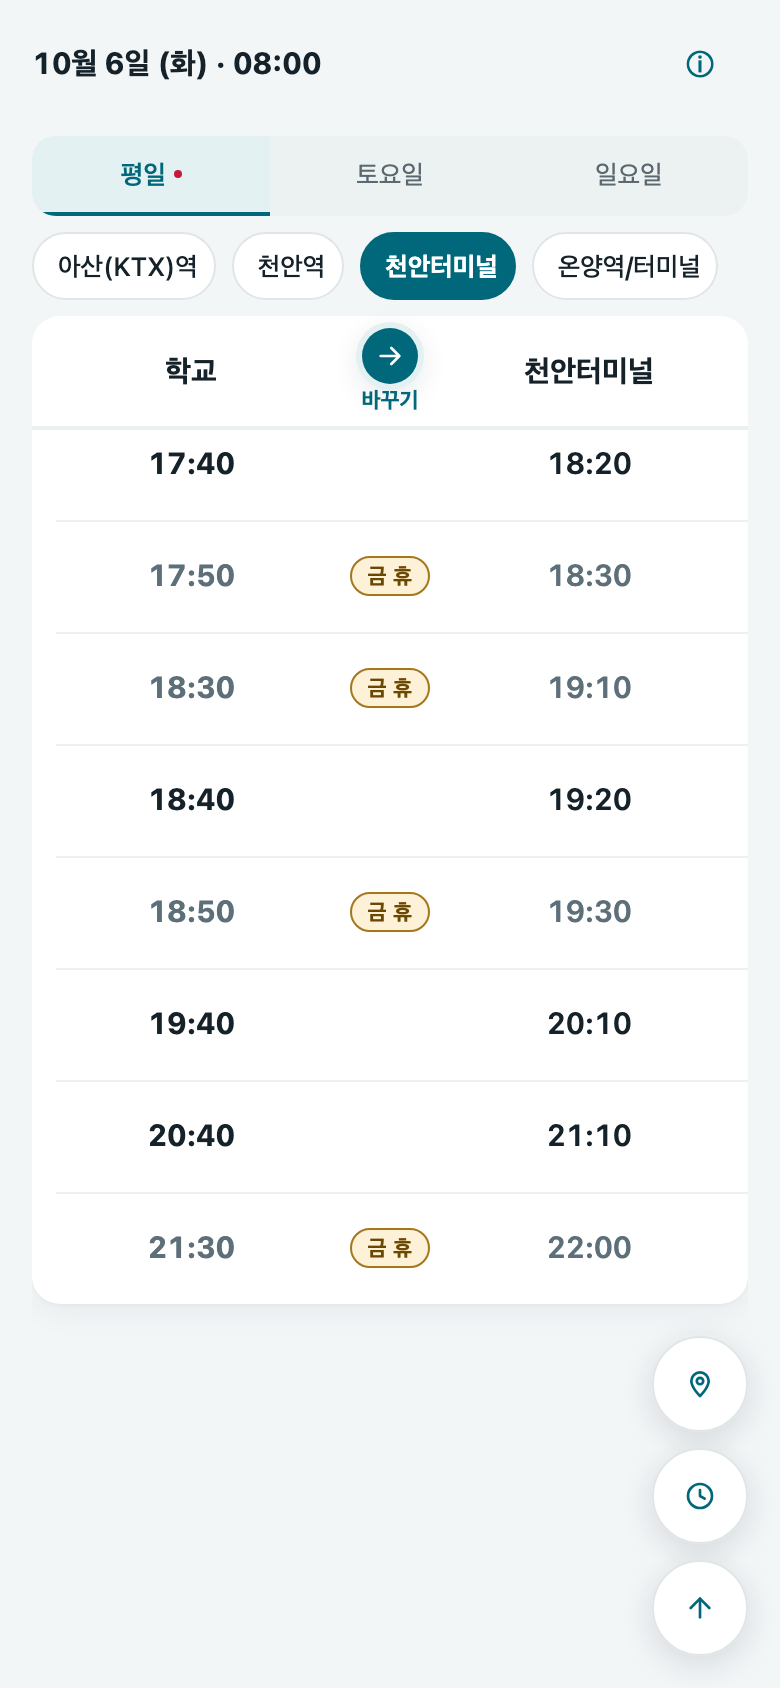 10월 6일 (화) · 08:00
평일 토요일 일요일
아산(KTX)역 천안역 천안터미널 온양역/터미널
학교 천안터미널
바꾸기
17:40 18:20
17:50 금 휴 18:30
18:30 금 휴 19:10
18:40 19:20
18:50 금 휴 19:30
19:40 20:10
20:40 21:10
21:30 금 휴 22:00